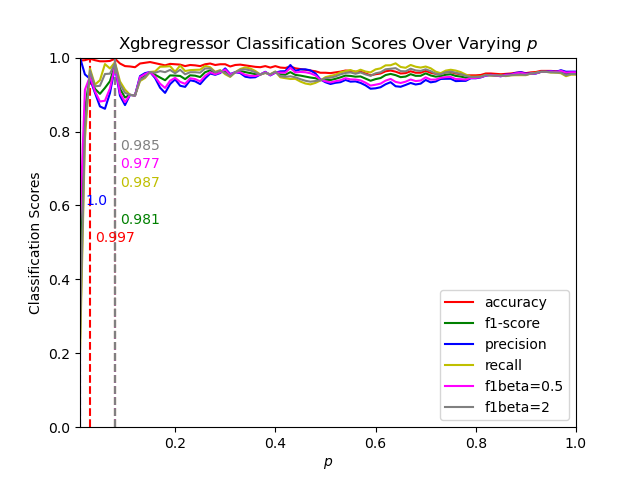 Xgbregressor Classification Scores Over Varying p
Classification Scores
1.0
0.8
0.6
0.4
0.2
0.0
0.985
0.977
0.987
1.0
0.981
0.997
accuracy
f1-score
precision
recall
f1beta=0.5
f1beta=2
0.2
0.4
0.6
0.8
1.0
p